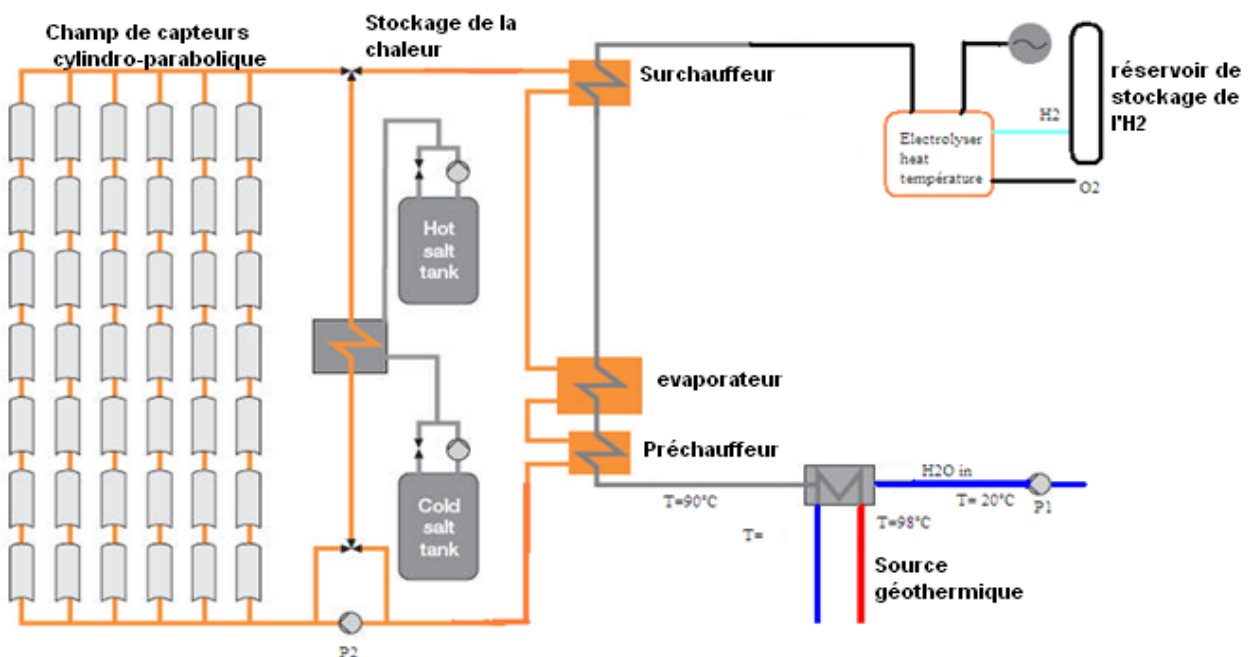 Champ de capteurs
cylindro-parabolique
Stockage de la
chaleur
Surchauffeur
réservoir de
stockage de
l'H2
H2
Electrolyser
heat
température
O2
Hot
salt
tank
evaporateur
Préchauffeur
H2O in
T=90°C
T= 20°C
P1
T=98°C
T=
Cold
salt
tank
Source
géothermique
P2